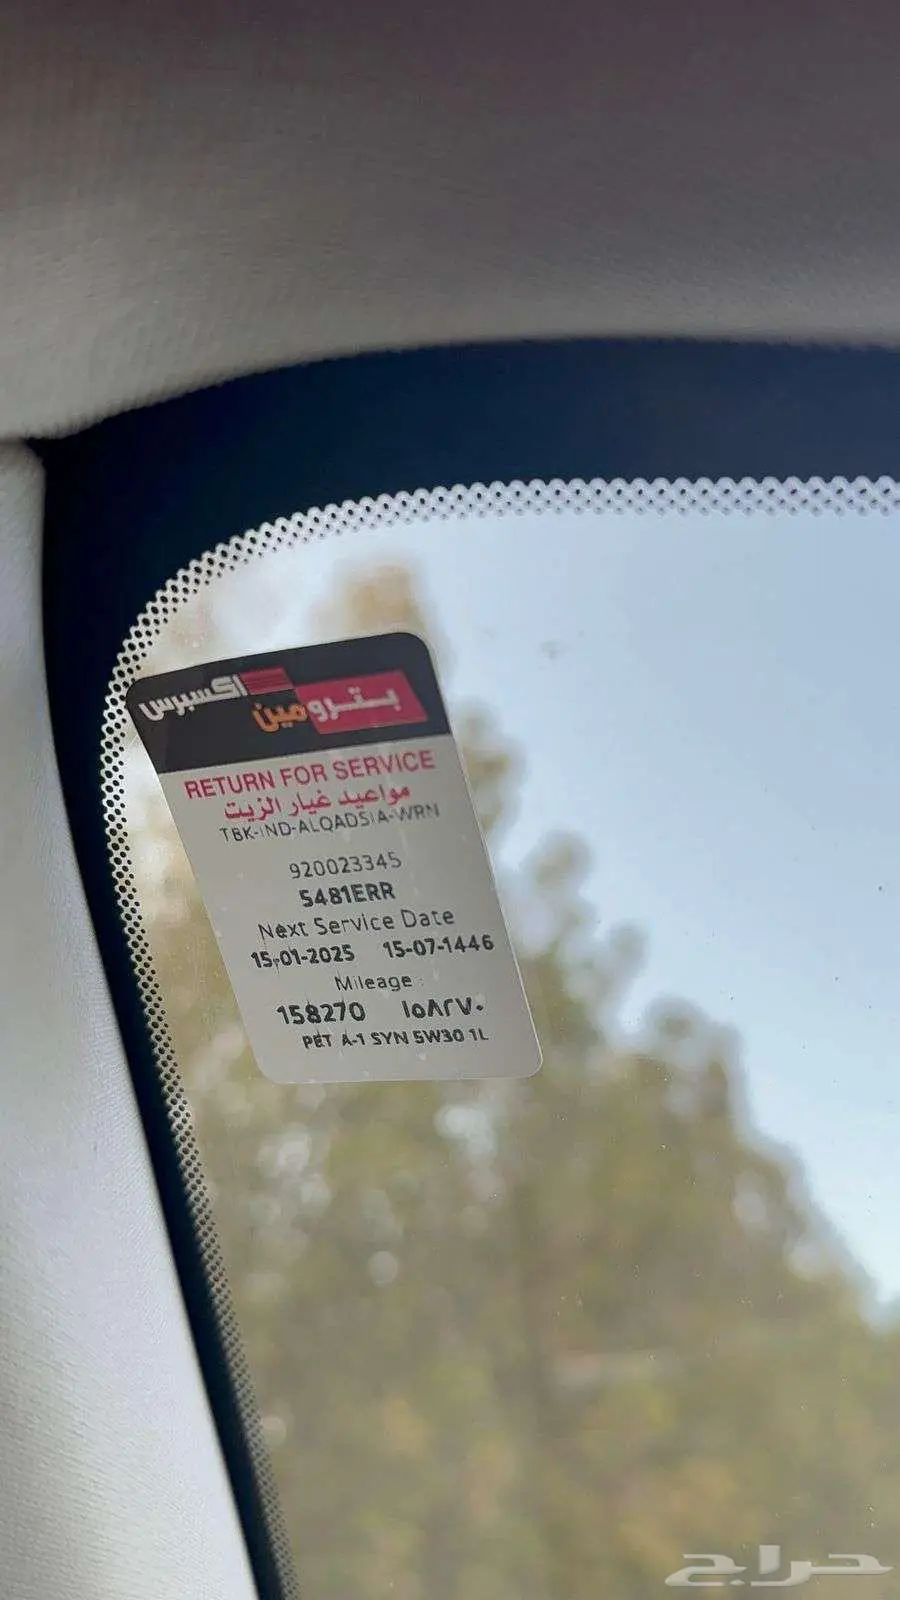 بترومين اكسبرس
RETURN FOR SERVICE
مواعيد غيار الزيت
TBK-IND-ALQADSIA-WRN
920023345
5481ERR
Next Service Date
15-01-2025 15-07-1446
Mileage :
158270 ١٥٨٢٧٠
PET A-1 SYN 5W30 1L
حراج